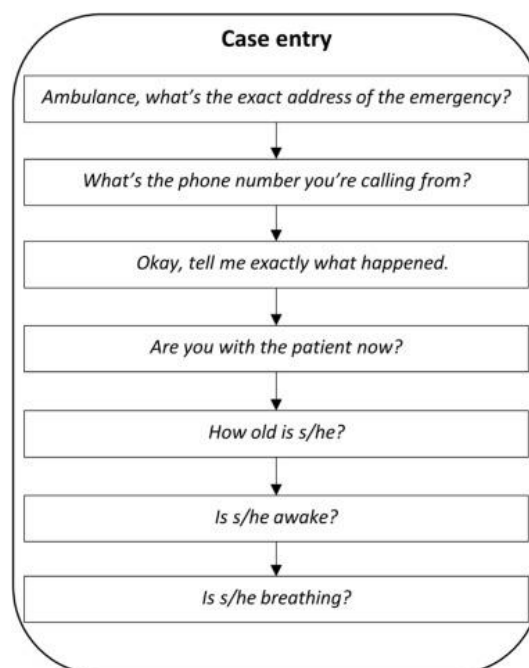 Case entry
Ambulance, what's the exact address of the emergency?
What's the phone number you're calling from?
Okay, tell me exactly what happened.
Are you with the patient now?
How old is s/he?
Is s/he awake?
Is s/he breathing?